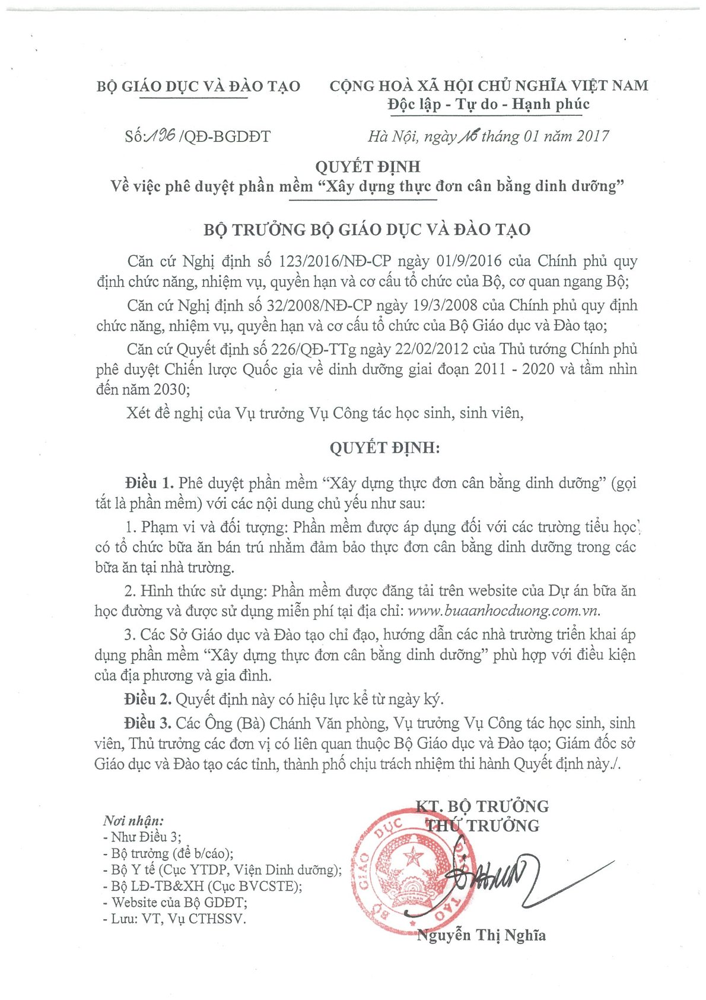 BỘ GIÁO DỤC VÀ ĐÀO TẠO
CỘNG HOÀ XÃ HỘI CHỦ NGHĨA VIỆT NAM
Độc lập - Tự do - Hạnh phúc
Số: 196 /QĐ-BGDĐT
Hà Nội, ngày 16 tháng 01 năm 2017
QUYẾT ĐỊNH
Về việc phê duyệt phần mềm “Xây dựng thực đơn cân bằng dinh dưỡng”
BỘ TRƯỞNG BỘ GIÁO DỤC VÀ ĐÀO TẠO
Căn cứ Nghị định số 123/2016/NĐ-CP ngày 01/9/2016 của Chính phủ quy
định chức năng, nhiệm vụ, quyền hạn và cơ cấu tổ chức của Bộ, cơ quan ngang Bộ;
Căn cứ Nghị định số 32/2008/NĐ-CP ngày 19/3/2008 của Chính phủ quy định
chức năng, nhiệm vụ, quyền hạn và cơ cấu tổ chức của Bộ Giáo dục và Đào tạo;
Căn cứ Quyết định số 226/QĐ-TTg ngày 22/02/2012 của Thủ tướng Chính phủ
phê duyệt Chiến lược Quốc gia về dinh dưỡng giai đoạn 2011 - 2020 và tầm nhìn
đến năm 2030;
Xét đề nghị của Vụ trưởng Vụ Công tác học sinh, sinh viên,
QUYẾT ĐỊNH:
Điều 1. Phê duyệt phần mềm “Xây dựng thực đơn cân bằng dinh dưỡng” (gọi
tắt là phần mềm) với các nội dung chủ yếu như sau:
1. Phạm vi và đối tượng: Phần mềm được áp dụng đối với các trường tiểu học
có tổ chức bữa ăn bán trú nhằm đảm bảo thực đơn cân bằng dinh dưỡng trong các
bữa ăn tại nhà trường.
2. Hình thức sử dụng: Phần mềm được đăng tải trên website của Dự án bữa ăn
học đường và được sử dụng miễn phí tại địa chỉ: www.buaanhocduong.com.vn.
3. Các Sở Giáo dục và Đào tạo chỉ đạo, hướng dẫn các nhà trường triển khai áp
dụng phần mềm “Xây dựng thực đơn cân bằng dinh dưỡng” phù hợp với điều kiện
của địa phương và gia đình.
Điều 2. Quyết định này có hiệu lực kể từ ngày ký.
Điều 3. Các Ông (Bà) Chánh Văn phòng, Vụ trưởng Vụ Công tác học sinh, sinh
viên, Thủ trưởng các đơn vị có liên quan thuộc Bộ Giáo dục và Đào tạo; Giám đốc sở
Giáo dục và Đào tạo các tỉnh, thành phố chịu trách nhiệm thi hành Quyết định này./.
Nơi nhận:
- Như Điều 3;
- Bộ trưởng (để b/cáo);
- Bộ Y tế (Cục YTDP, Viện Dinh dưỡng);
- Bộ LĐ-TB&XH (Cục BVCSTE);
- Website của Bộ GDĐT;
- Lưu: VT, Vụ CTHSSV.
KT. BỘ TRƯỞNG
THỨ TRƯỞNG
BỘ GIÁO DỤC VÀ ĐÀO TẠO
VIỆT NAM
Nguyễn Thị Nghĩa